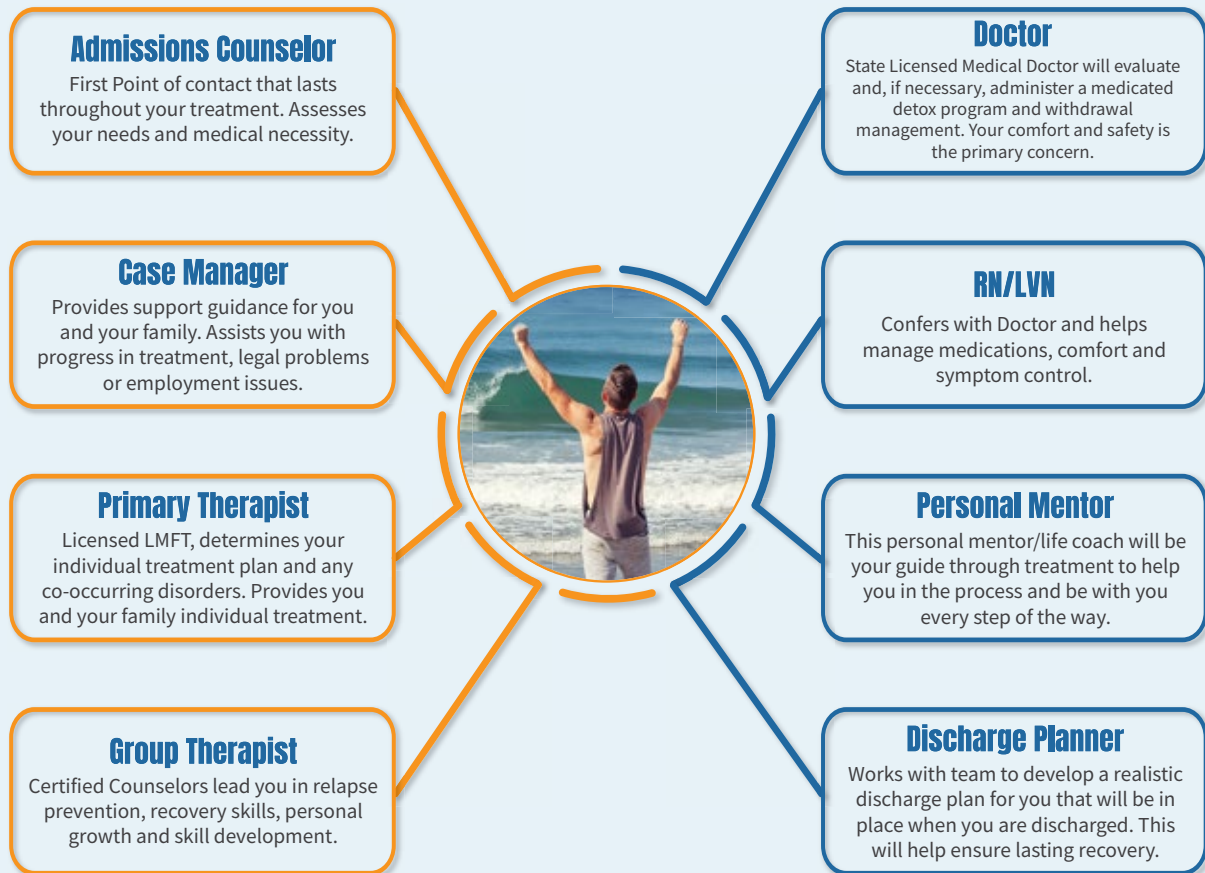 Admissions Counselor
First Point of contact that lasts
throughout your treatment. Assesses
your needs and medical necessity.
Case Manager
Provides support guidance for you
and your family. Assists you with
progress in treatment, legal problems
or employment issues.
Primary Therapist
Licensed LMFT, determines your
individual treatment plan and any
co-occurring disorders. Provides you
and your family individual treatment.
Group Therapist
Certified Counselors lead you in relapse
prevention, recovery skills, personal
growth and skill development.
Doctor
State Licensed Medical Doctor will evaluate
and, if necessary, administer a medicated
detox program and withdrawal
management. Your comfort and safety is
the primary concern.
RN/LVN
Confers with Doctor and helps
manage medications, comfort and
symptom control.
Personal Mentor
This personal mentor/life coach will be
your guide through treatment to help
you in the process and be with you
every step of the way.
Discharge Planner
Works with team to develop a realistic
discharge plan for you that will be in
place when you are discharged. This
will help ensure lasting recovery.